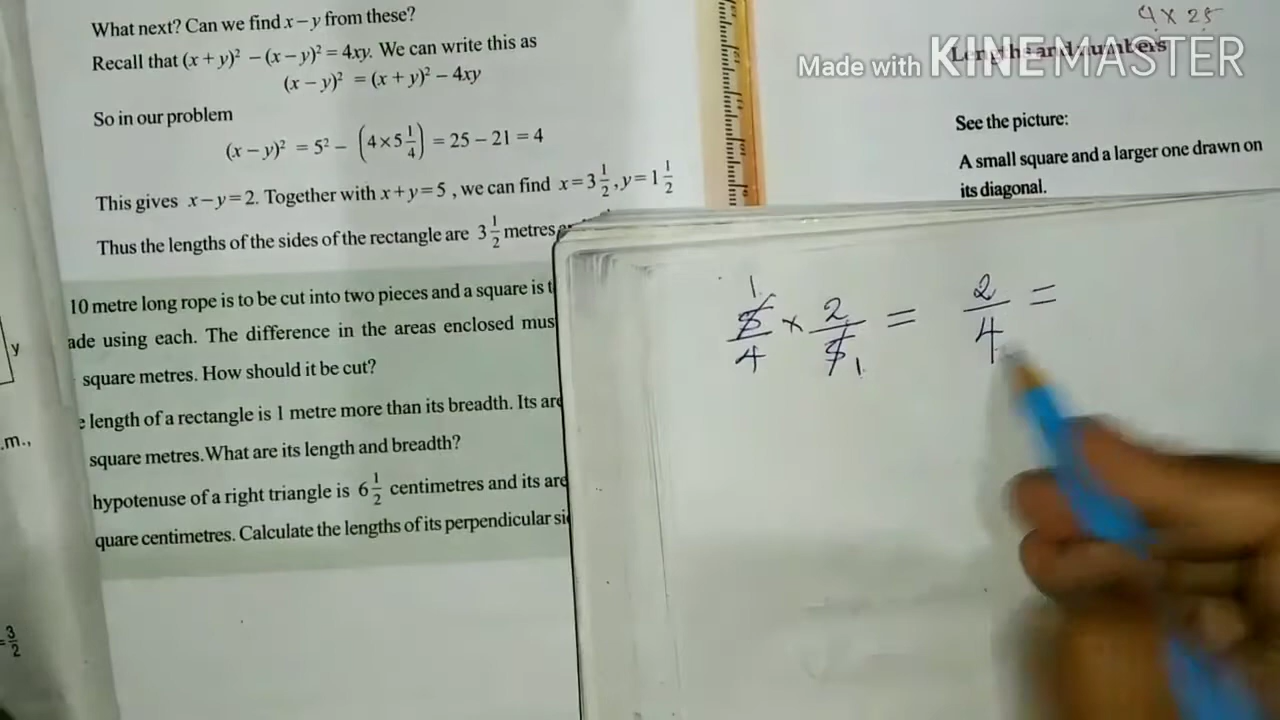 What next? Can we find x – y from these?
Recall that (x + y)² – (x – y)² = 4xy. We can write this as
(x – y)² = (x + y)² – 4xy
So in our problem
(x – y)² = 5² – (4 × 5 1/4) = 25 – 21 = 4
This gives x – y = 2. Together with x + y = 5, we can find x = 3 1/2, y = 1 1/2
Thus the lengths of the sides of the rectangle are 3 1/2 metres
10 metre long rope is to be cut into two pieces and a square is
ade using each. The difference in the areas enclosed mus
square metres. How should it be cut?
e length of a rectangle is 1 metre more than its breadth. Its are
square metres. What are its length and breadth?
hypotenuse of a right triangle is 6 1/2 centimetres and its are
quare centimetres. Calculate the lengths of its perpendicular si
y
.m.,
= 3/2
4 × 25
Lengths and numbers
Made with KINEMASTER
See the picture:
A small square and a larger one drawn on
its diagonal.
1
5/4 × 2/5 = 2/4 =
1